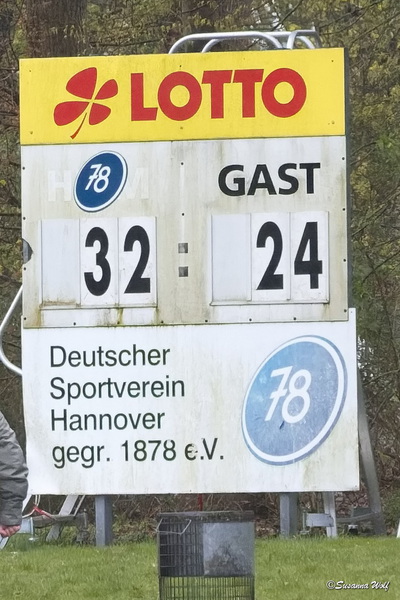 LOTTO
78 GAST
32 : 24
Deutscher
Sportverein
Hannover
gegr. 1878 e.V.
78
©Susanna Wolf